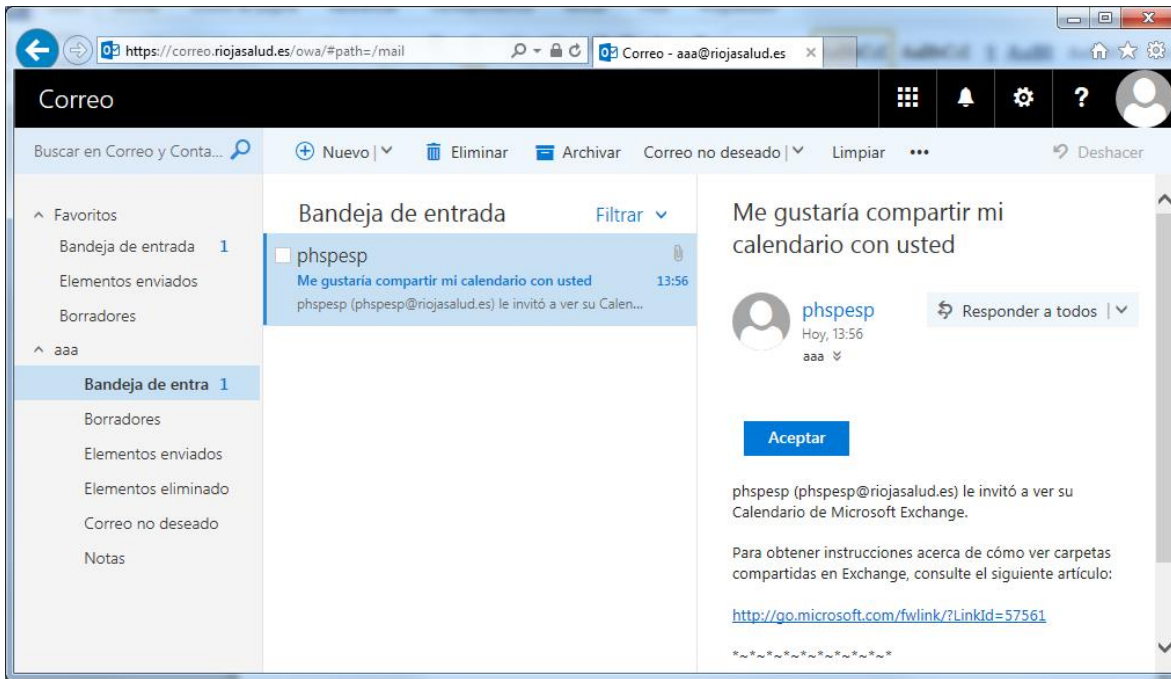 https://correo.riojasalud.es/owa/#path=/mail
Correo - aaa@riojasalud.es
Correo
?
Buscar en Correo y Conta...
Nuevo
Eliminar
Archivar
Correo no deseado
Limpiar
Deshacer
Favoritos
Bandeja de entrada 1
Elementos enviados
Borradores
aaa
Bandeja de entra 1
Borradores
Elementos enviados
Elementos eliminado
Correo no deseado
Notas
Bandeja de entrada
Filtrar
phspesp
Me gustaría compartir mi calendario con usted 13:56
phspesp (phspesp@riojasalud.es) le invitó a ver su Calen...
Me gustaría compartir mi
calendario con usted
phspesp
Responder a todos
Hoy, 13:56
aaa
Aceptar
phspesp (phspesp@riojasalud.es) le invitó a ver su
Calendario de Microsoft Exchange.
Para obtener instrucciones acerca de cómo ver carpetas
compartidas en Exchange, consulte el siguiente artículo:
http://go.microsoft.com/fwlink/?LinkId=57561
*~*~*~*~*~*~*~*~*~*